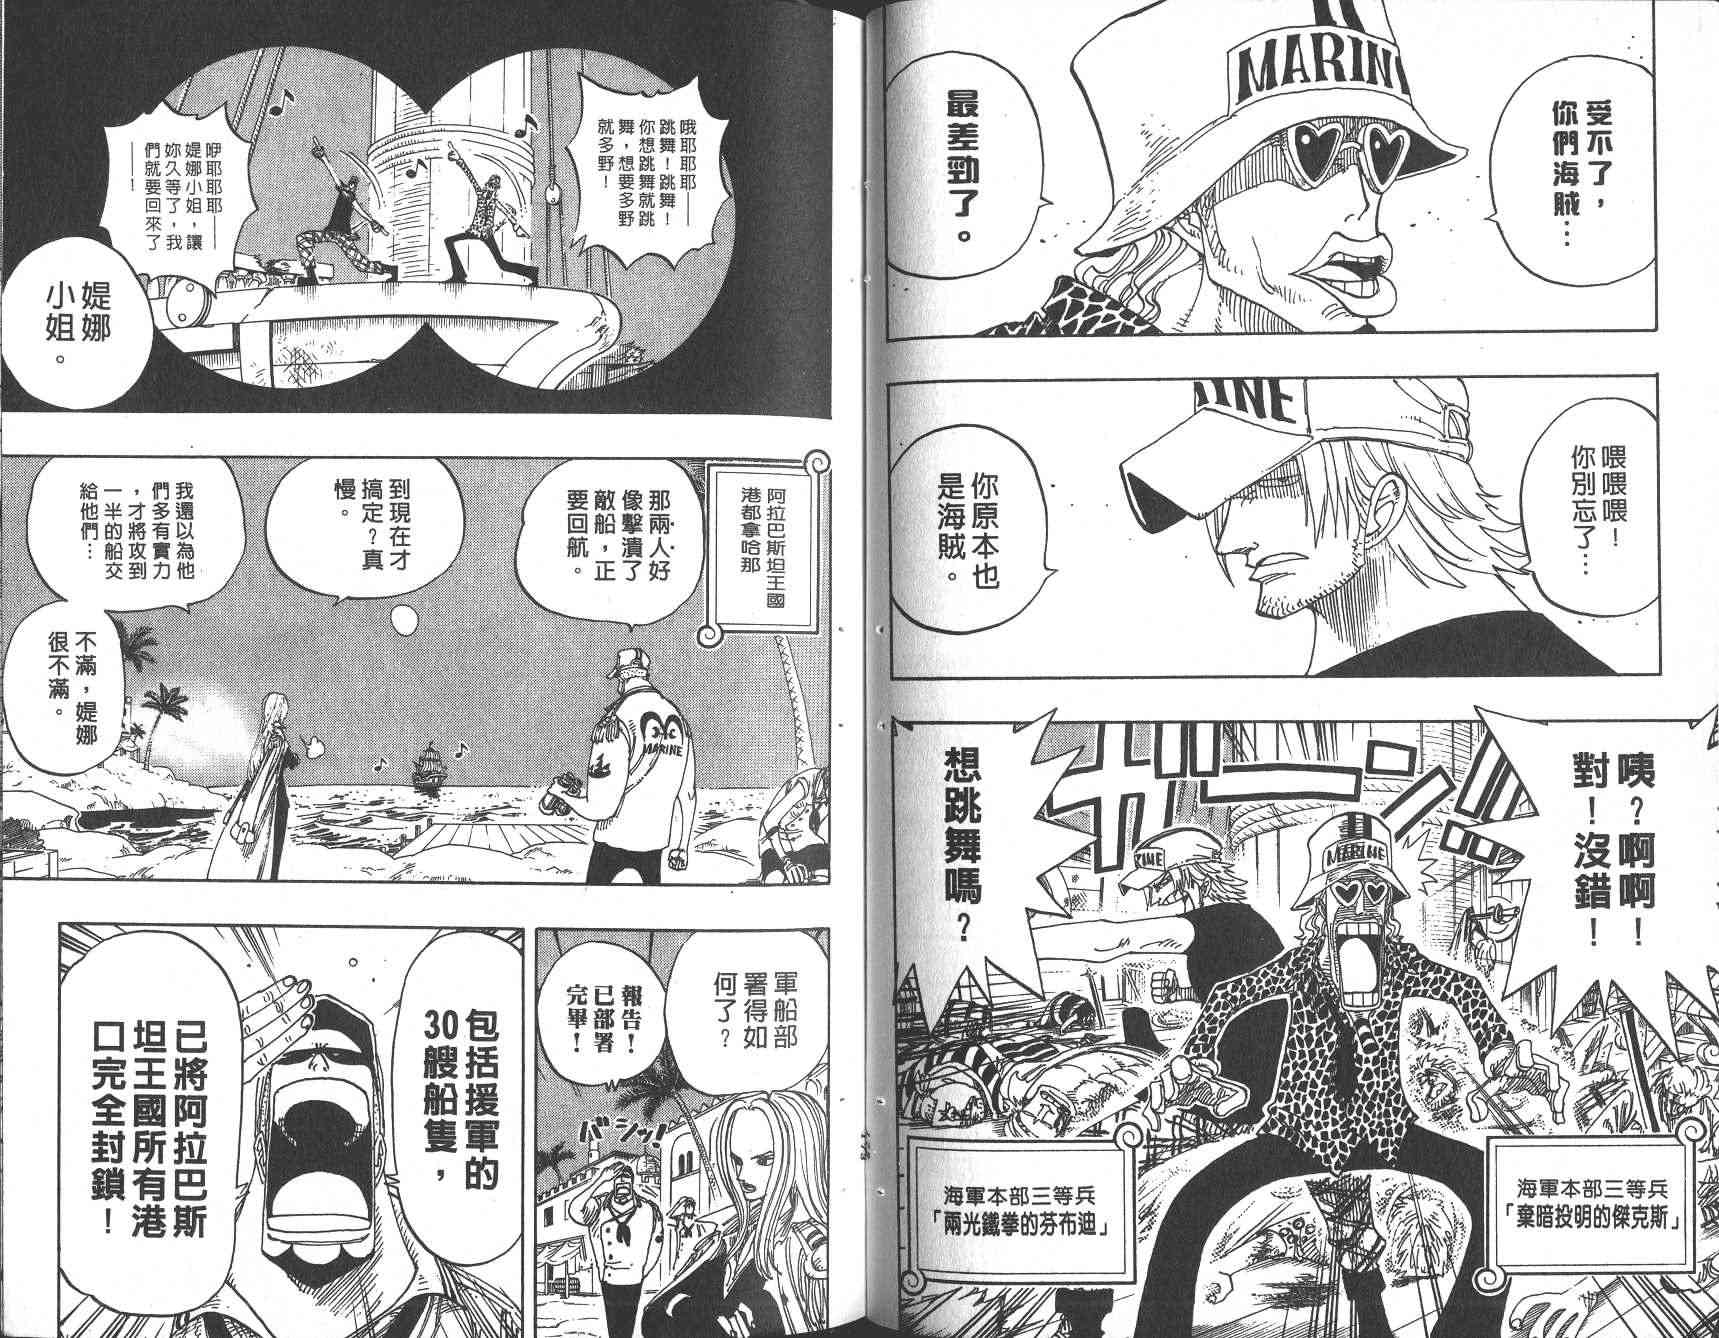 MARINE
受不了，
你們海賊…
最差勁了。
INE
喂喂喂！
你別忘了…
你原本也
是海賊。
咦？啊啊！
對！沒錯！
想跳舞嗎？
RINE
MARINE
海軍本部三等兵
「棄暗投明的傑克斯」
海軍本部三等兵
「兩光鐵拳的芬布迪」
哦耶耶耶——
跳舞！跳舞！
你想跳舞就跳
舞，想要多野
就多野！
咿耶耶耶——
媞娜小姐，讓
妳久等了，我
們就要回來了
——！
媞娜
小姐。
阿拉巴斯坦王國
港都拿哈那
那兩人好
像擊潰了
敵船，正
要回航。
到現在才
搞定？真
慢。
我還以為他
們多有實力
，才將攻到
一半的船交
給他們…
不滿，媞娜
很不滿。
MARINE
軍船部
署得如
何了？
報告！
已部署
完畢！
バシッ！
包括援軍的
30艘船隻，
已將阿拉巴斯
坦王國所有港
口完全封鎖！